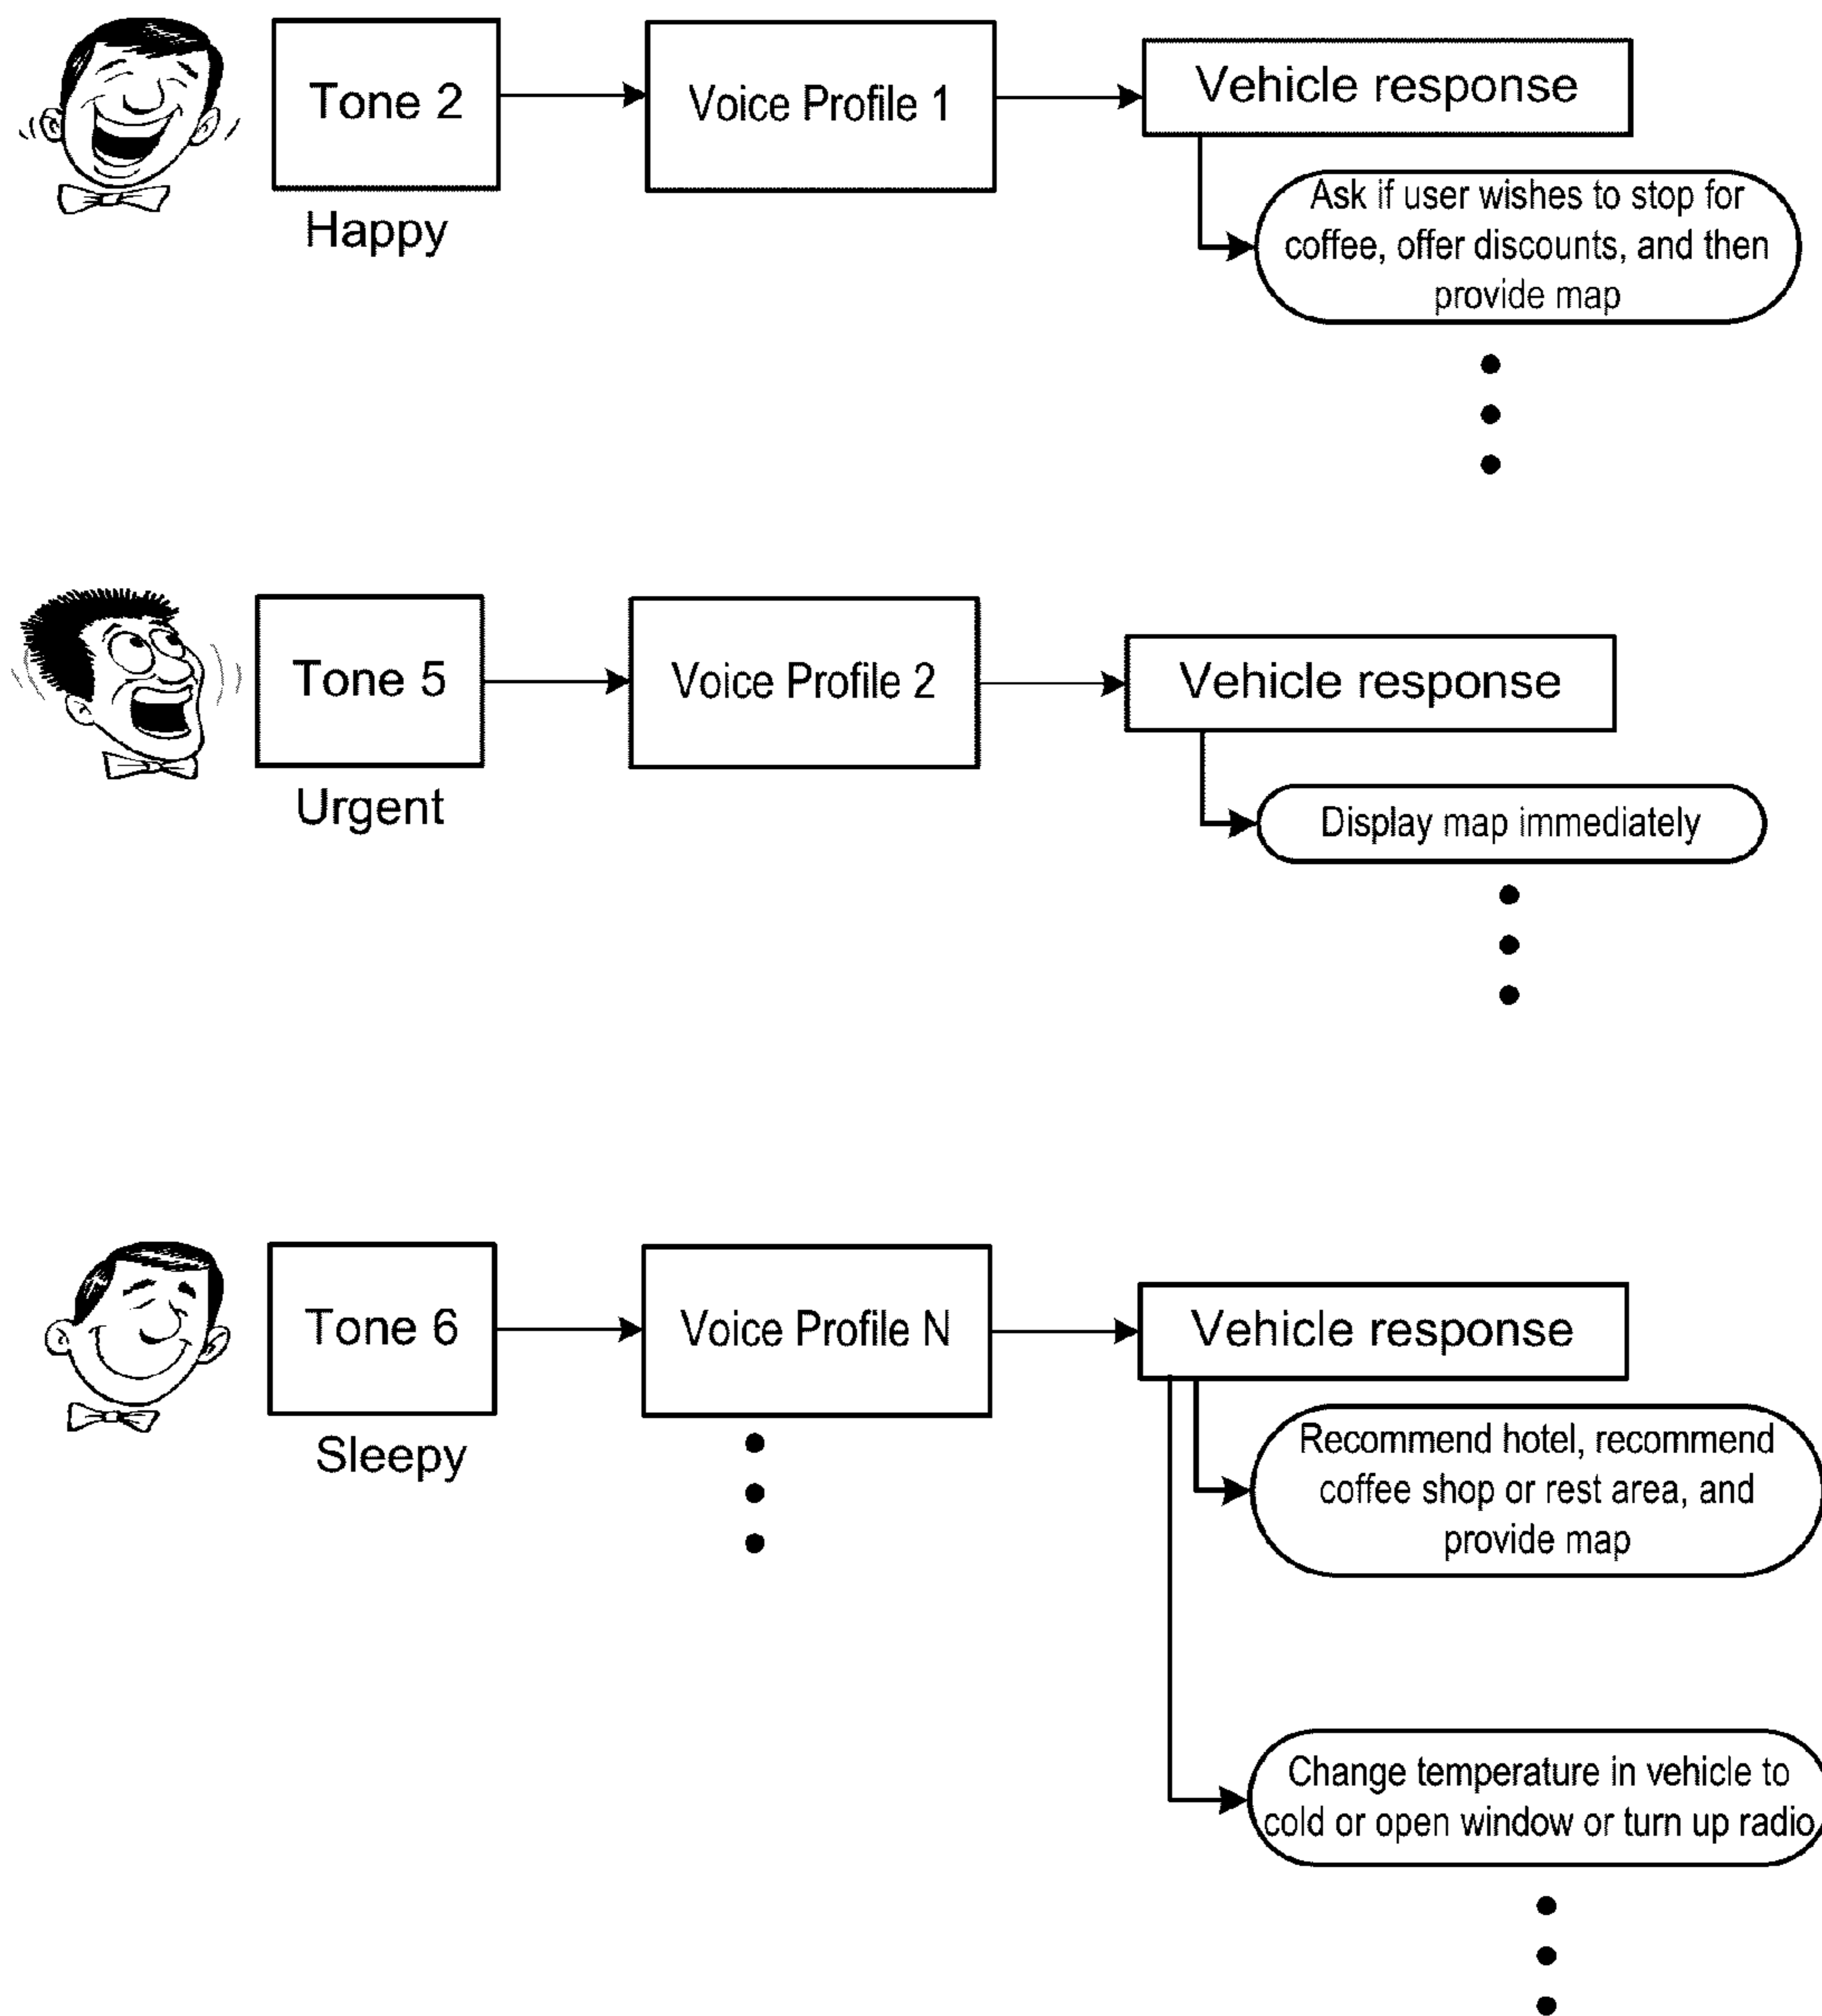 Tone 2
Voice Profile 1
Vehicle response
Happy
Ask if user wishes to stop for
coffee, offer discounts, and then
provide map
Tone 5
Voice Profile 2
Vehicle response
Urgent
Display map immediately
Tone 6
Voice Profile N
Vehicle response
Sleepy
Recommend hotel, recommend
coffee shop or rest area, and
provide map
Change temperature in vehicle to
cold or open window or turn up radio